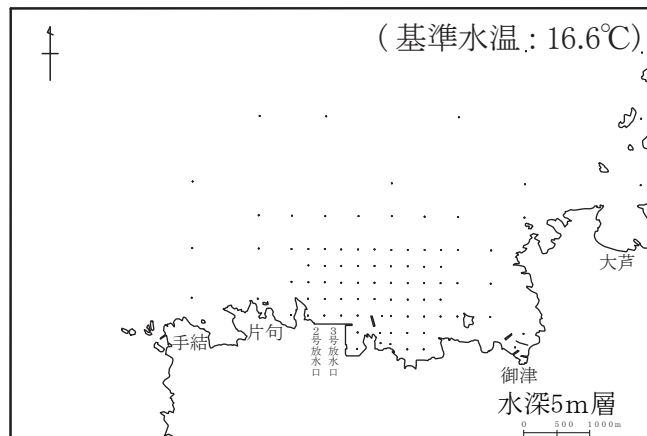 (基準水温:16.6℃)
大芦
片句
手結
2号放水口
3号放水口
御津
水深5m層
0 500 1000m